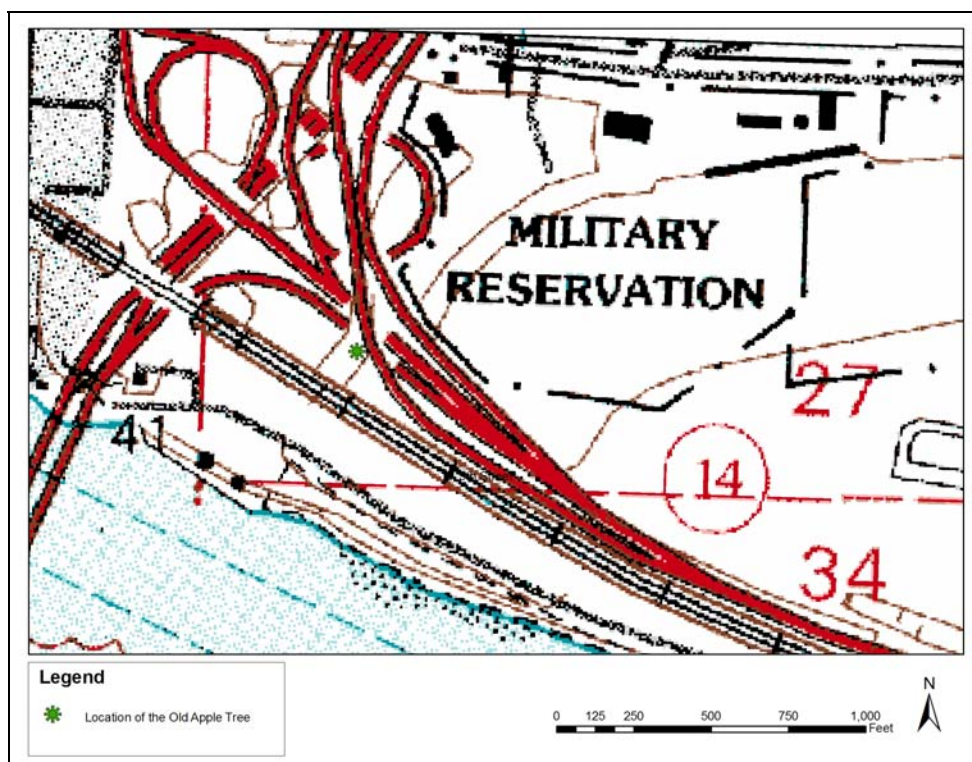 MILITARY
RESERVATION
27
41
14
34
Legend
Location of the Old Apple Tree
N
0 125 250 500 750 1,000
Feet